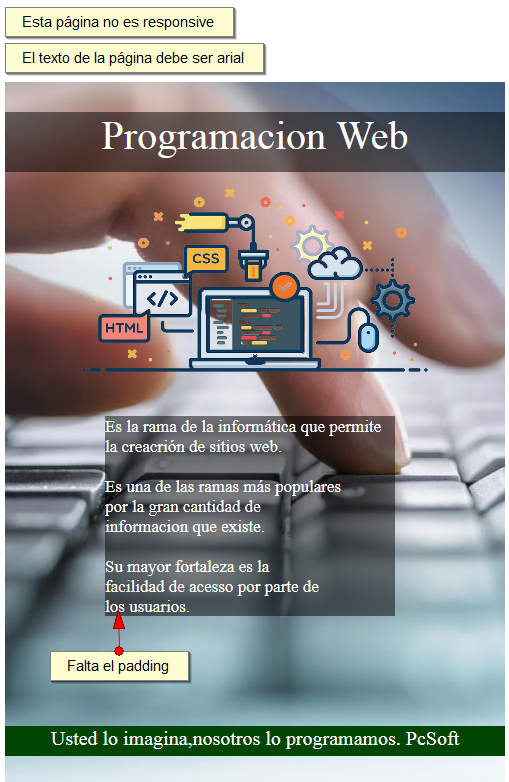 Esta página no es responsive
El texto de la página debe ser arial
Programacion Web
CSS
</>
HTML
Es la rama de la informática que permite
la creacrión de sitios web.
Es una de las ramas más populares
por la gran cantidad de
informacion que existe.
Su mayor fortaleza es la
facilidad de acesso por parte de
los usuarios.
Falta el padding
Usted lo imagina,nosotros lo programamos. PcSoft